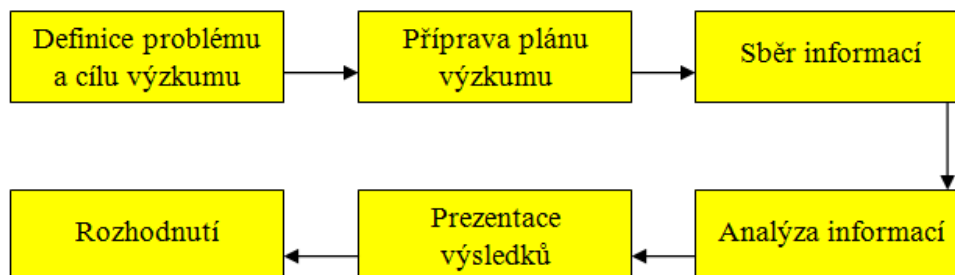 Definice problému
a cílu výzkumu
Příprava plánu
výzkumu
Sběr informací
Analýza informací
Prezentace
výsledků
Rozhodnutí